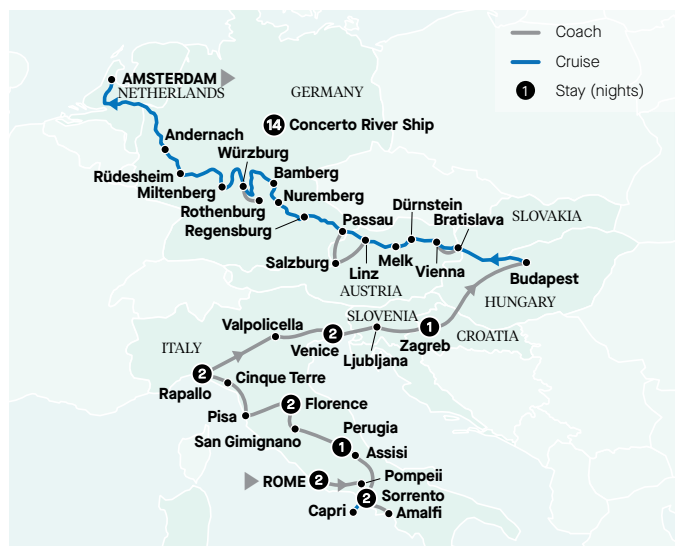 Coach
Cruise
1 Stay (nights)
AMSTERDAM
NETHERLANDS
GERMANY
14 Concerto River Ship
Andernach
Würzburg
Bamberg
Rüdesheim
Miltenberg
Nuremberg
Rothenburg
Regensburg
Passau
Dürnstein
Bratislava
SLOVAKIA
Salzburg
Linz
Melk
Vienna
Budapest
AUSTRIA
HUNGARY
SLOVENIA
Valpolicella
Venice 2
Ljubljana
1
Zagreb
CROATIA
ITALY
2
Rapallo
Cinque Terre
Pisa
2 Florence
San Gimignano
Perugia
1
Assisi
ROME 2
Pompeii
2 Sorrento
Capri
Amalfi